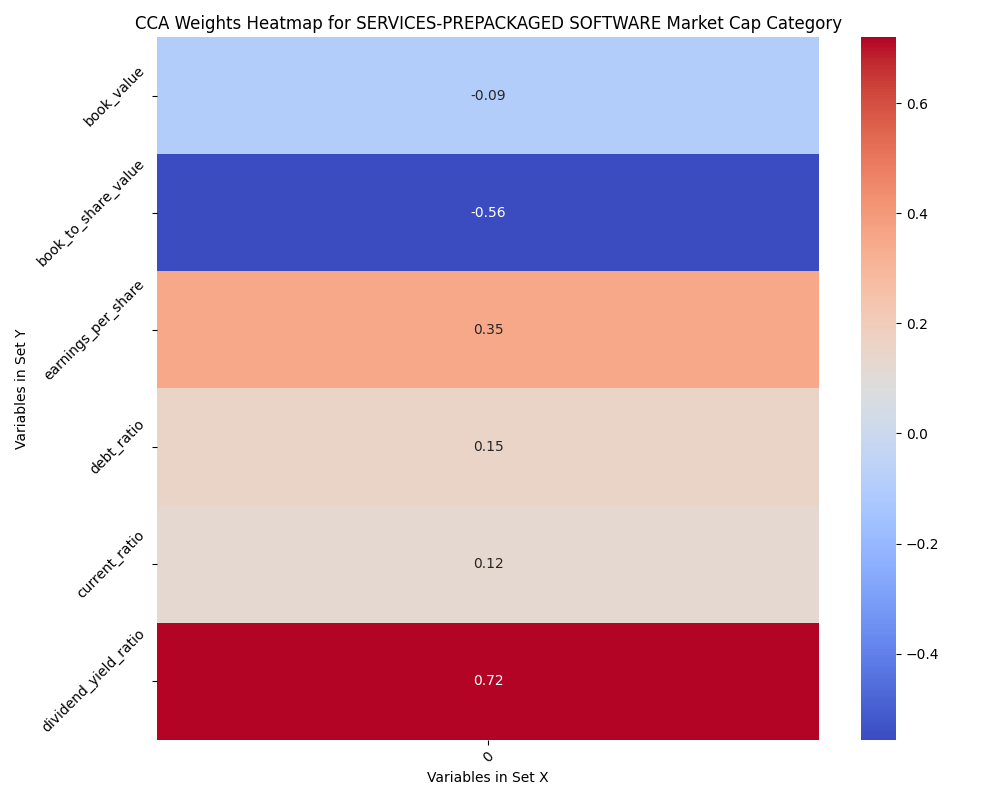 CCA Weights Heatmap for SERVICES-PREPACKAGED SOFTWARE Market Cap Category
Variables in Set Y
book_value
-0.09
book_to_share_value
-0.56
earnings_per_share
0.35
debt_ratio
0.15
current_ratio
0.12
dividend_yield_ratio
0.72
0
Variables in Set X
0.6
0.4
0.2
0.0
−0.2
−0.4